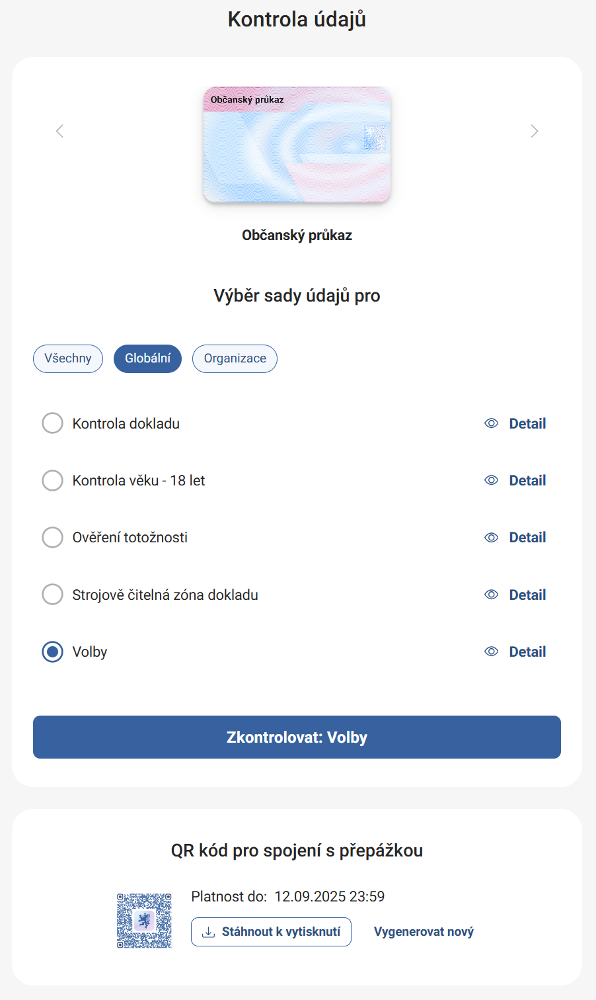 Kontrola údajů
Občanský průkaz
Občanský průkaz
Výběr sady údajů pro
Všechny Globální Organizace
Kontrola dokladu Detail
Kontrola věku - 18 let Detail
Ověření totožnosti Detail
Strojově čitelná zóna dokladu Detail
Volby Detail
Zkontrolovat: Volby
QR kód pro spojení s přepážkou
Platnost do: 12.09.2025 23:59
Stáhnout k vytisknutí Vygenerovat nový